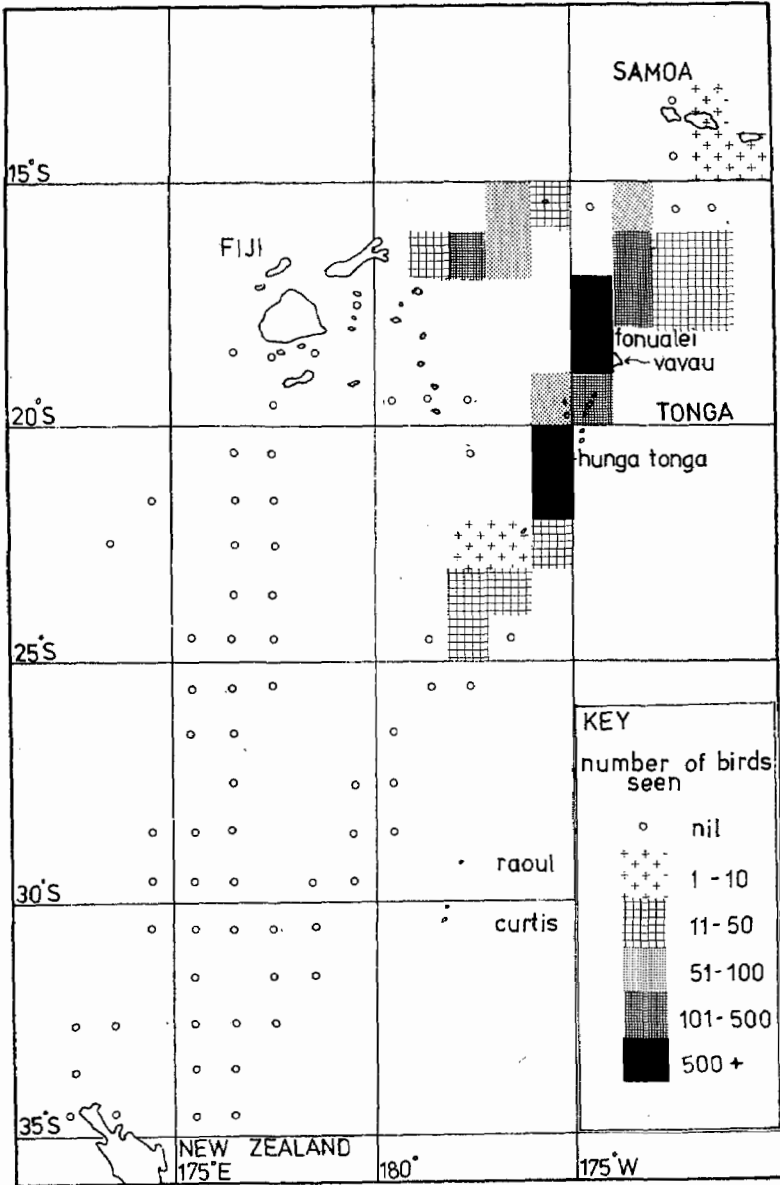 SAMOA
15°S
FIJI
fonualei
vavau
20°S
TONGA
hunga tonga
25°S
KEY
number of birds
seen
nil
1-10
raoul
11-50
30°S
curtis
51-100
101-500
500+
35°S
NEW ZEALAND
175°E
180°
175°W